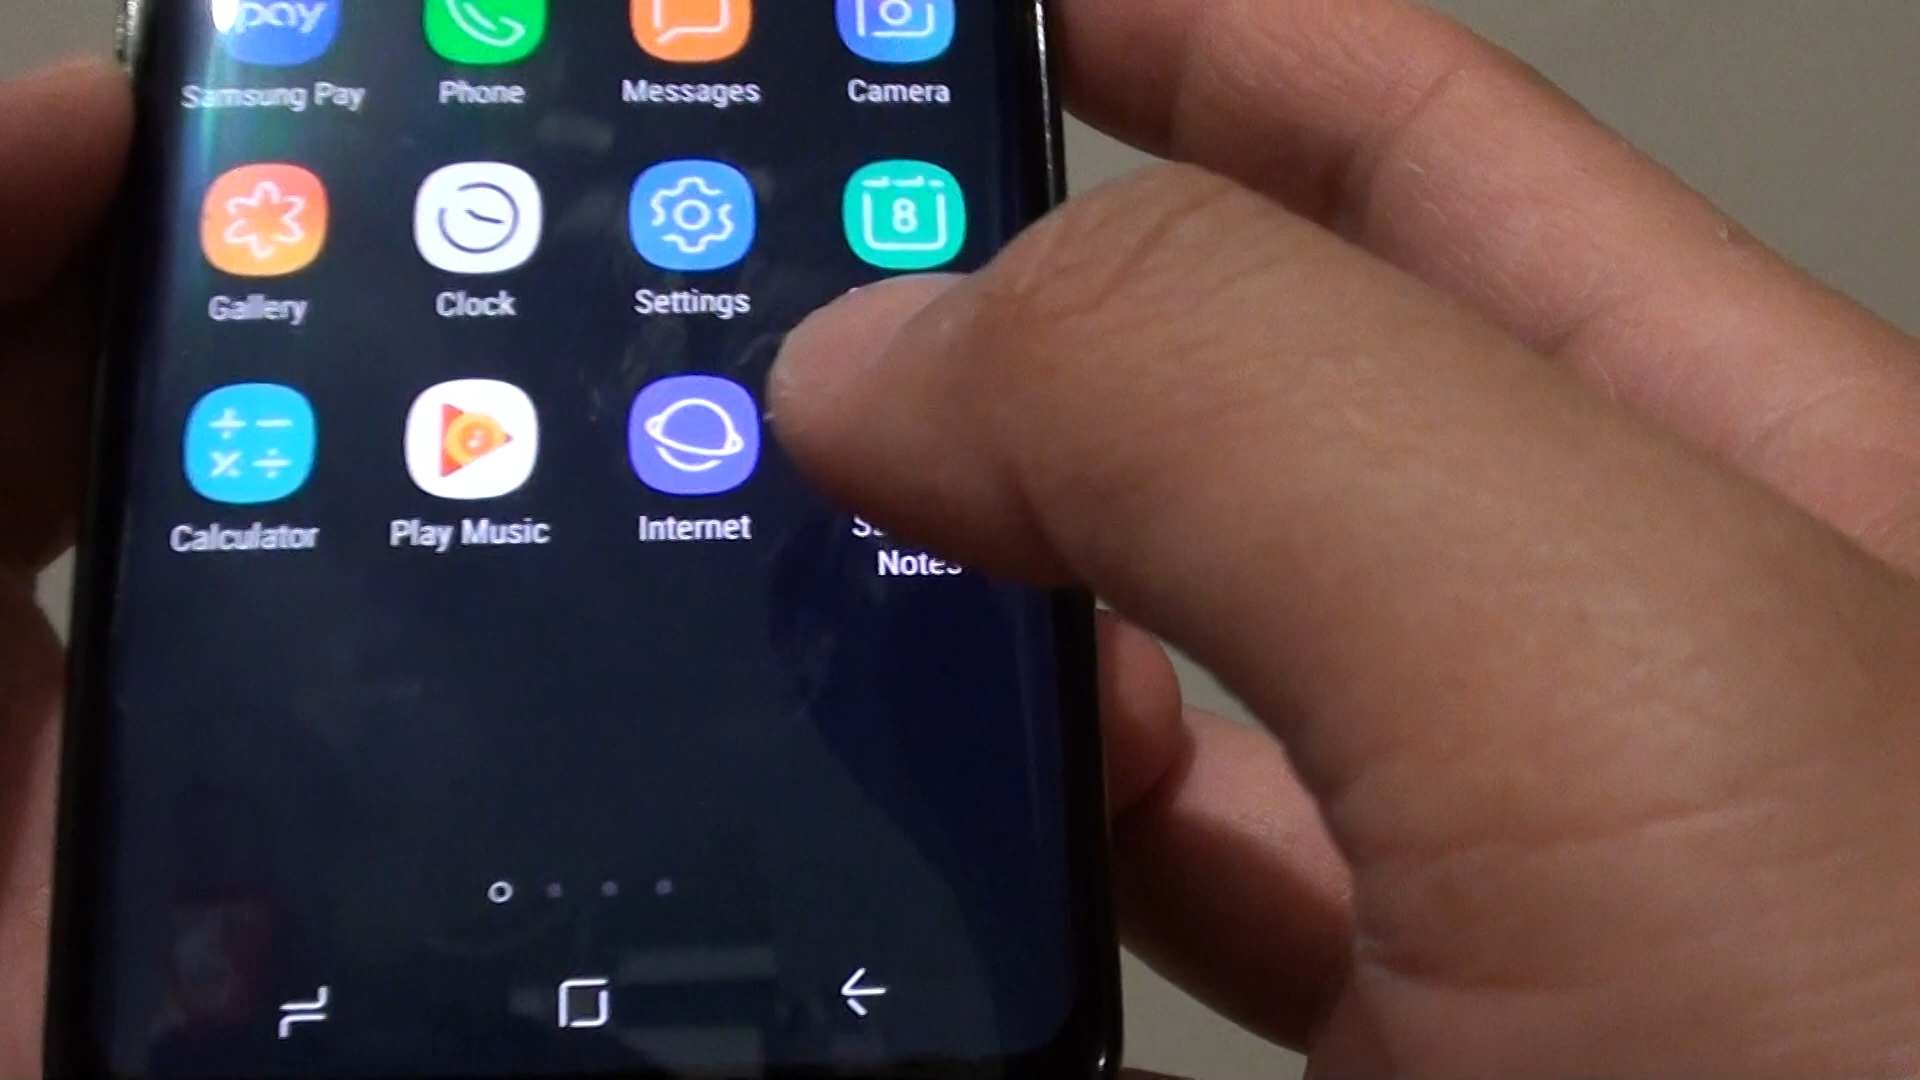 pay
Samsung Pay Phone Messages Camera
8
Gallery Clock Settings
Calculator Play Music Internet
Notes